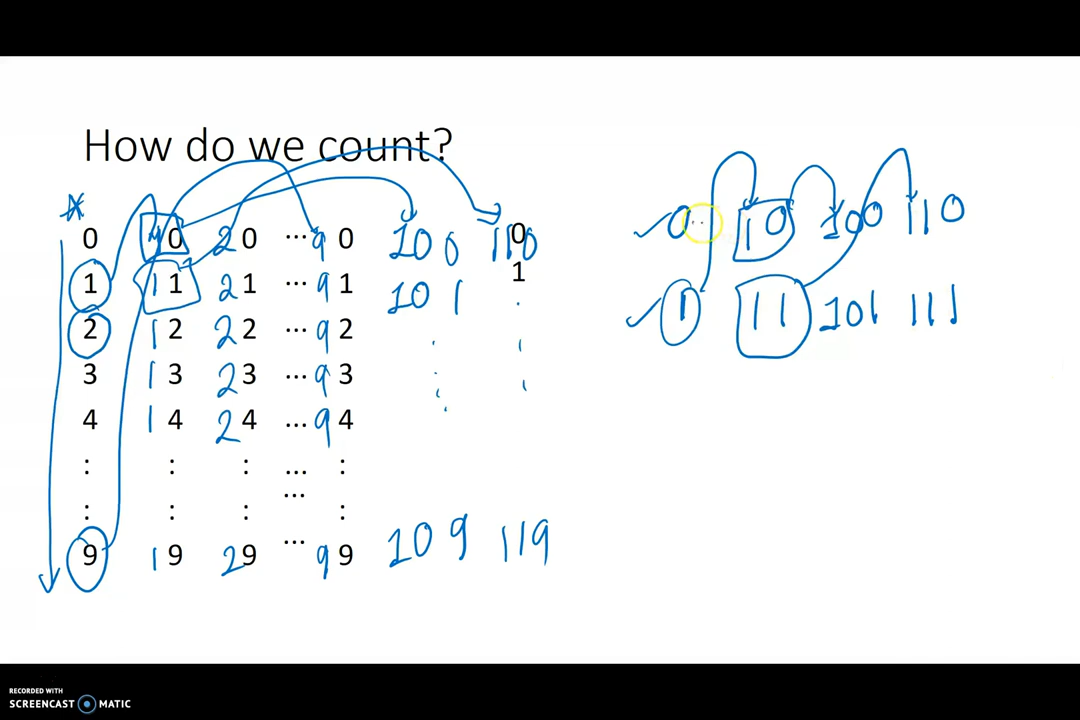 How do we count?
0 10 20 ...90 100 110 0 0 10 100 110
1 11 21 ...91 101 1 1 11 101 111
2 12 22 ...92
3 13 23 ...93
4 14 24 ...94
: : : ... :
: : : ... :
9 19 29 ... 99 109 119
RECORDED WITH
SCREENCAST MATIC